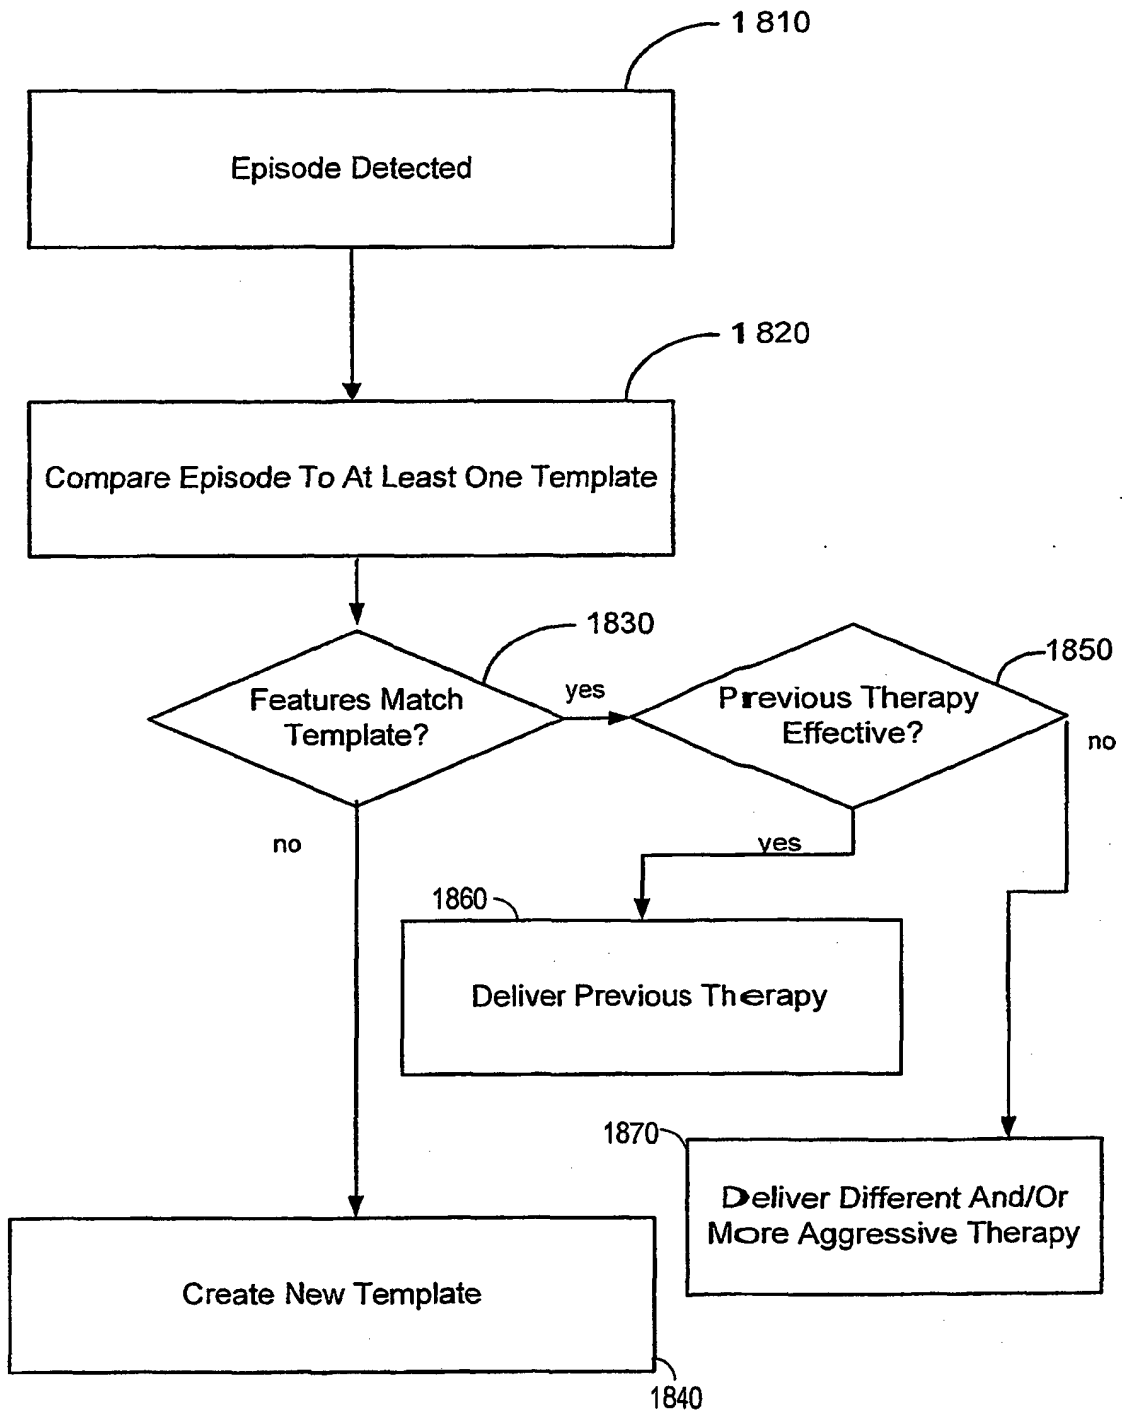 1810
Episode Detected
1820
Compare Episode To At Least One Template
1830
Features Match
Template?
yes
1850
Previous Therapy
Effective?
no
no
yes
1860
Deliver Previous Therapy
1870
Deliver Different And/Or
More Aggressive Therapy
Create New Template
1840